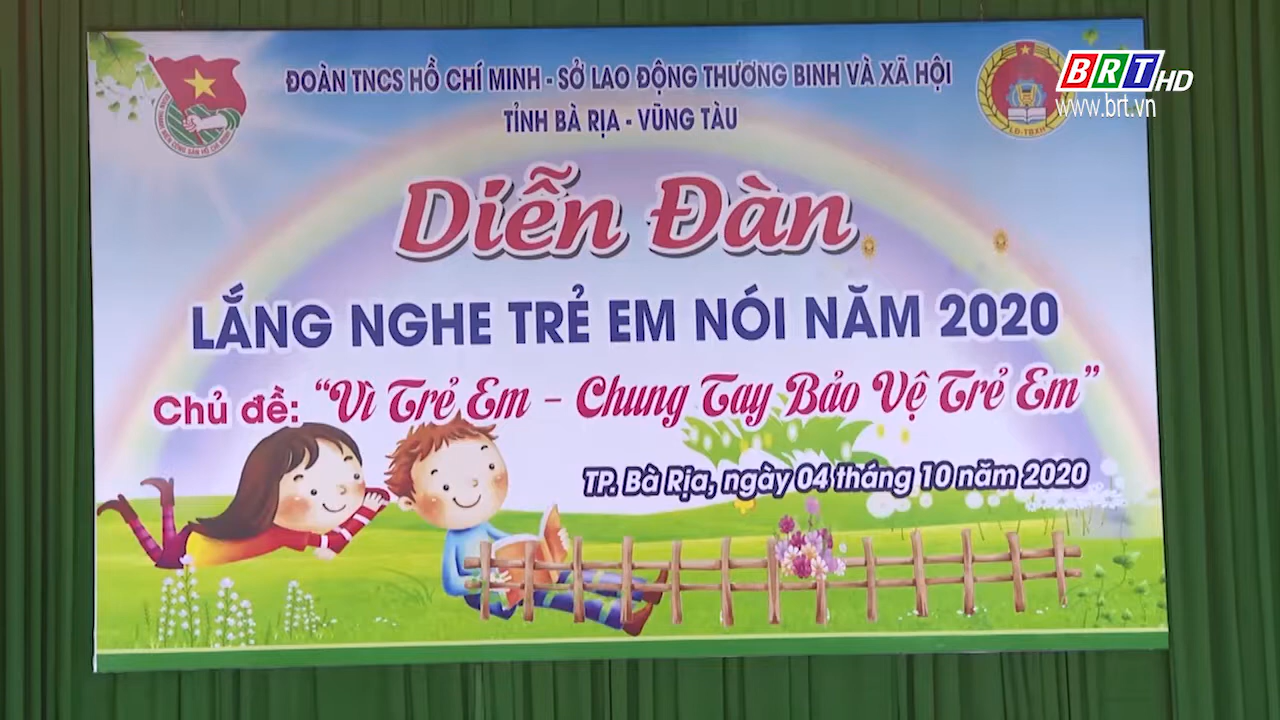 ĐOÀN TNCS HỒ CHÍ MINH - SỞ LAO ĐỘNG THƯƠNG BINH VÀ XÃ HỘI
TỈNH BÀ RỊA - VŨNG TÀU
BRT HD
www.brt.vn
LĐ-TBXH
Diễn Đàn
LẮNG NGHE TRẺ EM NÓI NĂM 2020
Chủ đề: “Vì Trẻ Em - Chung Tay Bảo Vệ Trẻ Em”
TP. Bà Rịa, ngày 04 tháng 10 năm 2020